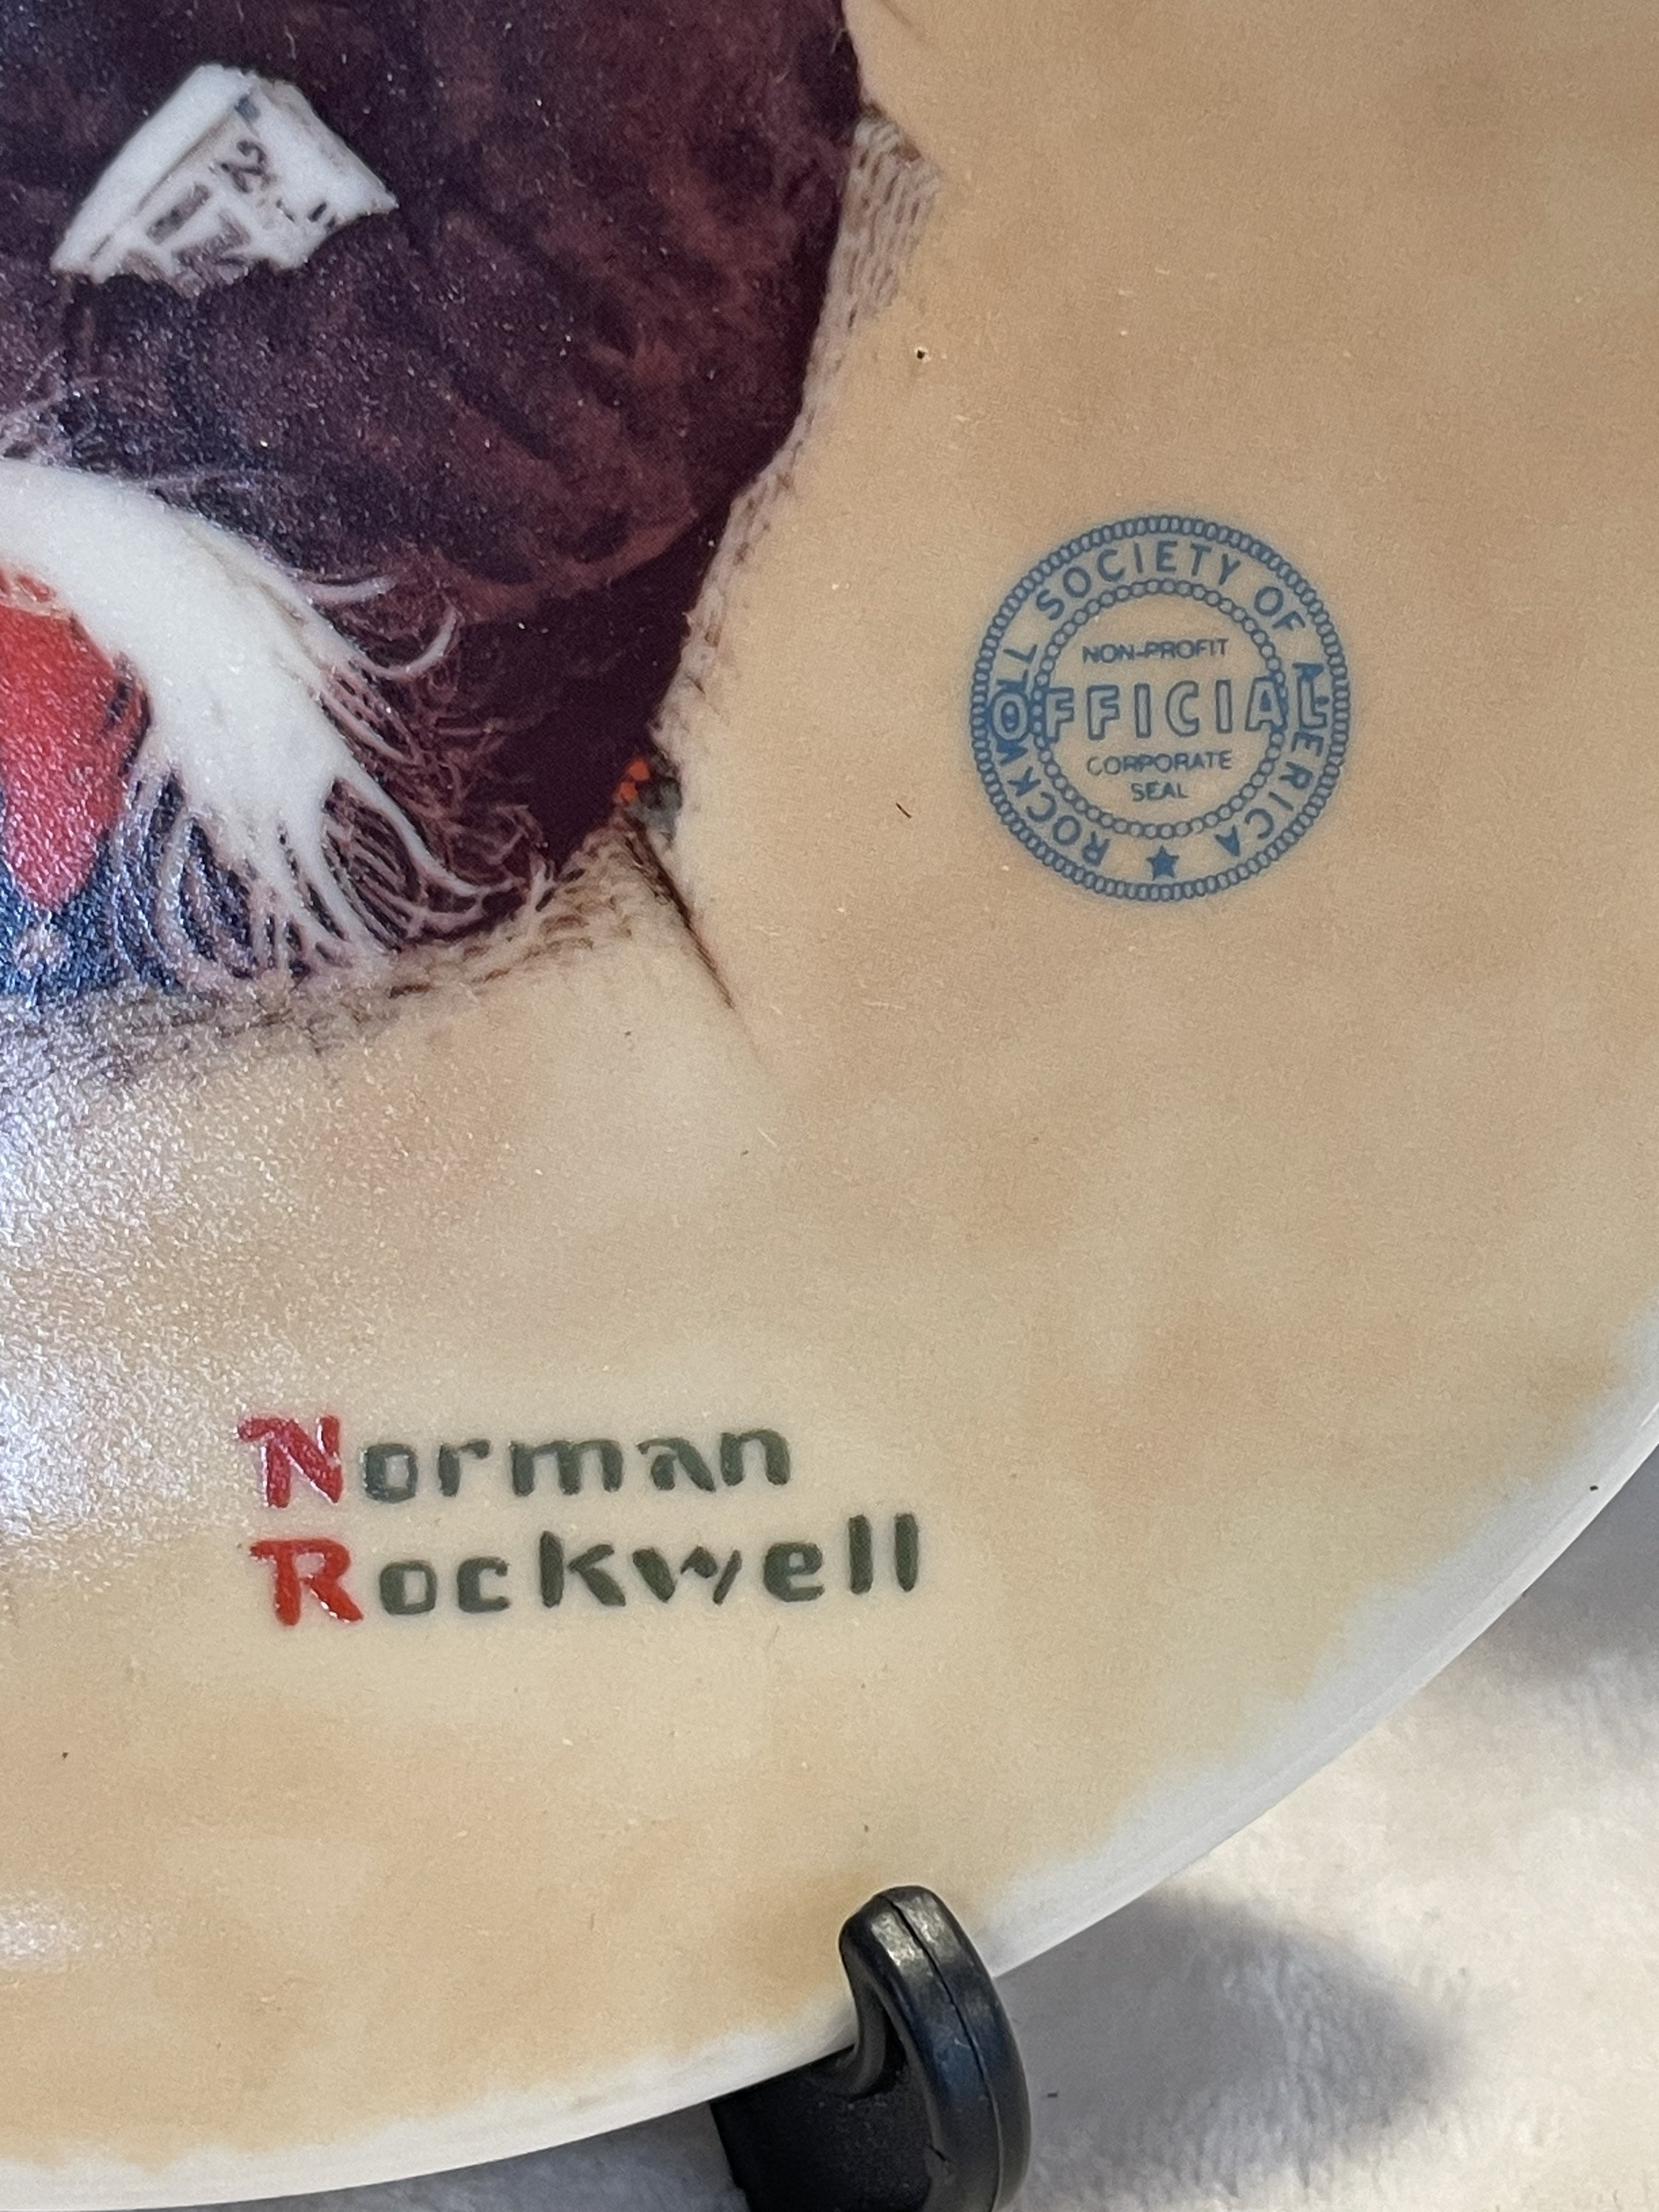 ROCKWELL SOCIETY OF AMERICA
NON-PROFIT
OFFICIAL
CORPORATE
SEAL
Norman
Rockwell